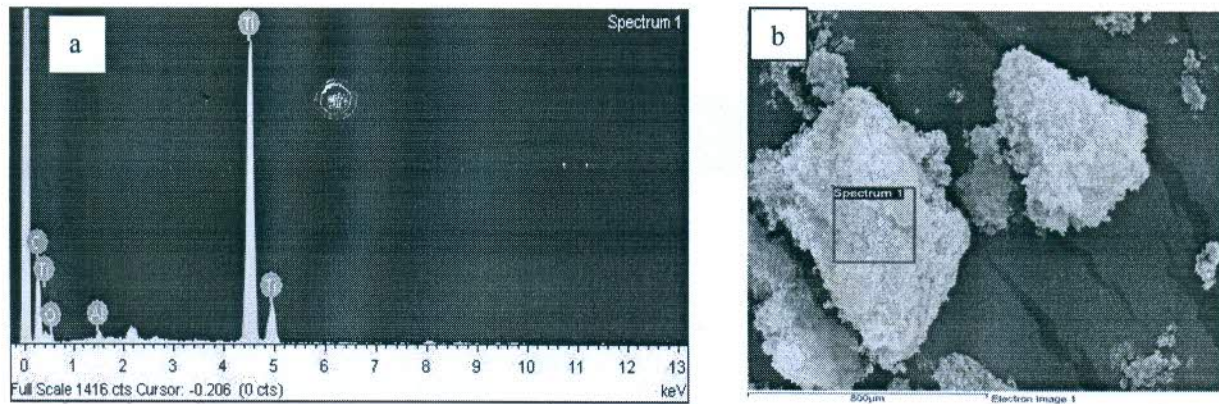 a
Spectrum 1
Ti
C
Ti
O
Al
Ti
0 1 2 3 4 5 6 7 8 9 10 11 12 13
Full Scale 1416 cts Cursor: -0.206 (0 cts)
keV
b
Spectrum 1
800µm
Electron Image 1